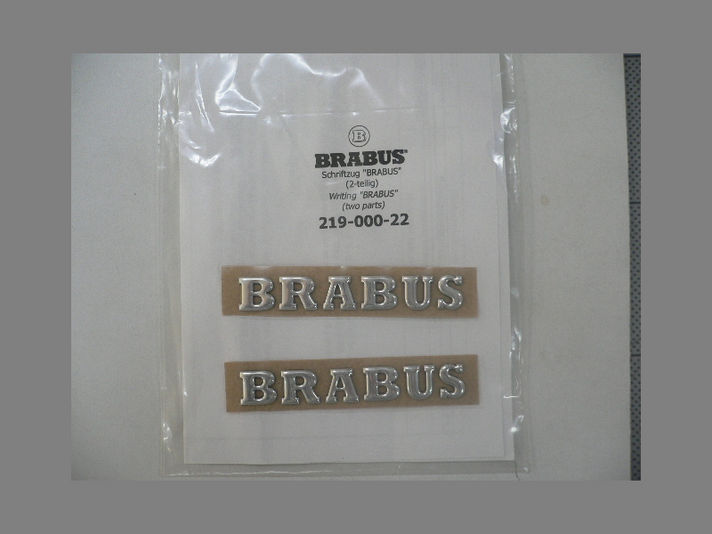 B
BRABUS®
Schriftzug "BRABUS"
(2-teilig)
Writing "BRABUS"
(two parts)
219-000-22
BRABUS
BRABUS